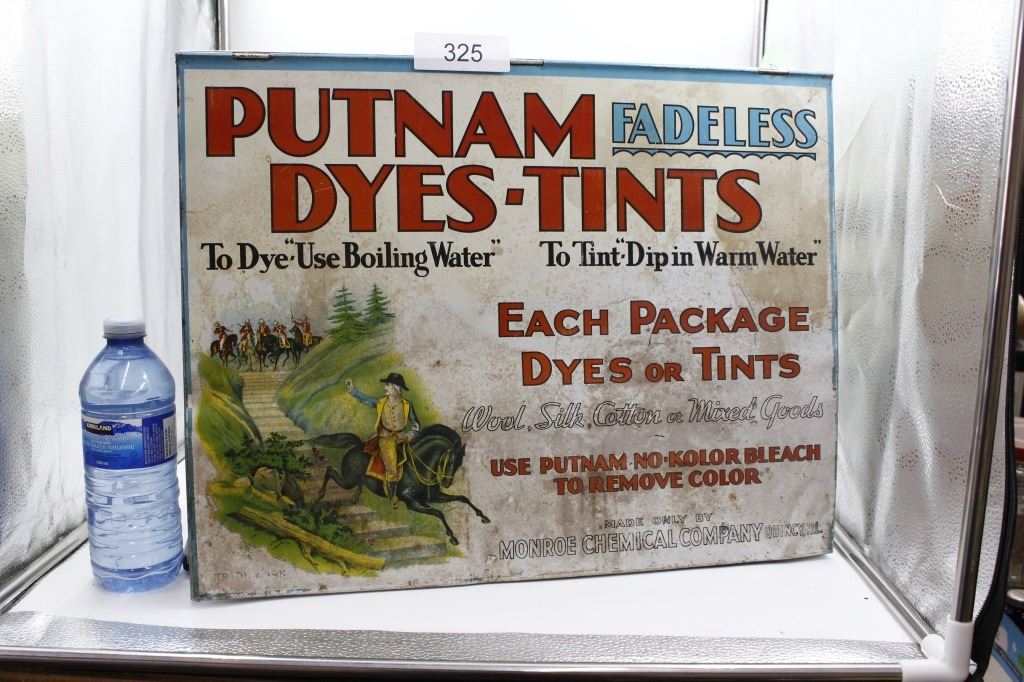 325
PUTNAM FADELESS
DYES·TINTS
To Dye "Use Boiling Water" To Tint "Dip in Warm Water"
EACH PACKAGE
DYES OR TINTS
Wool, Silk, Cotton or Mixed Goods
USE PUTNAM NO-KOLOR BLEACH
TO REMOVE COLOR
MADE ONLY BY
MONROE CHEMICAL COMPANY QUINCY, ILL.
KIRKLAND
naturelle